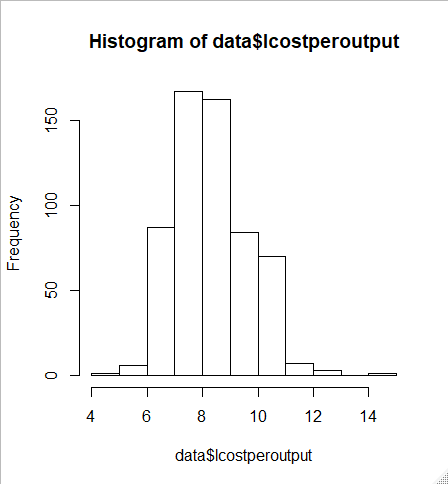 Histogram of data$lcostperoutput
150
100
50
0
Frequency
4 6 8 10 12 14
data$lcostperoutput